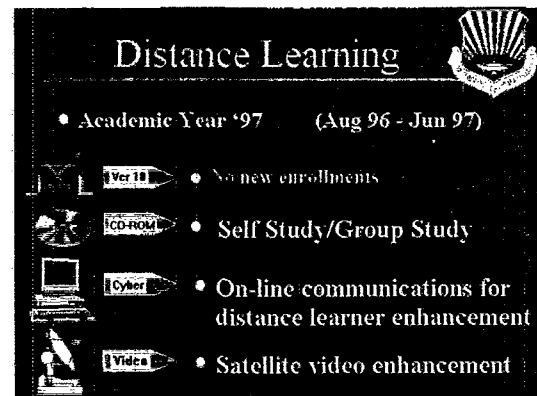 Distance Learning
• Academic Year '97 (Aug 96 - Jun 97)
Ver 10 • No new enrollments
CD-ROM • Self Study/Group Study
Cyber • On-line communications for
distance learner enhancement
Video • Satellite video enhancement